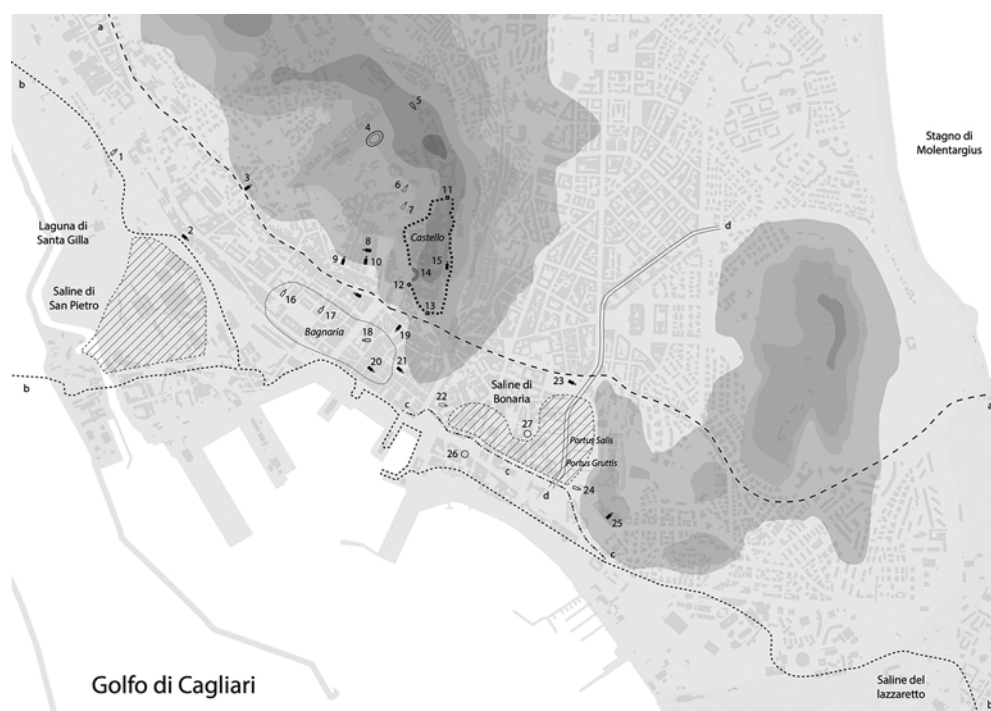 a
b
5
Stagno di
Molentargius
4
1
3
6
11
7
2
d
Laguna di
Santa Gilla
Castello
8
9
10
15
14
Saline di
San Pietro
12
16
13
17
Bagnaria
18
19
20
21
23
Saline di
Bonaria
b
22
a
c
27
Portus Salis
26
c
Portus Gruttis
d
24
25
c
Golfo di Cagliari
Saline del
lazzaretto
b